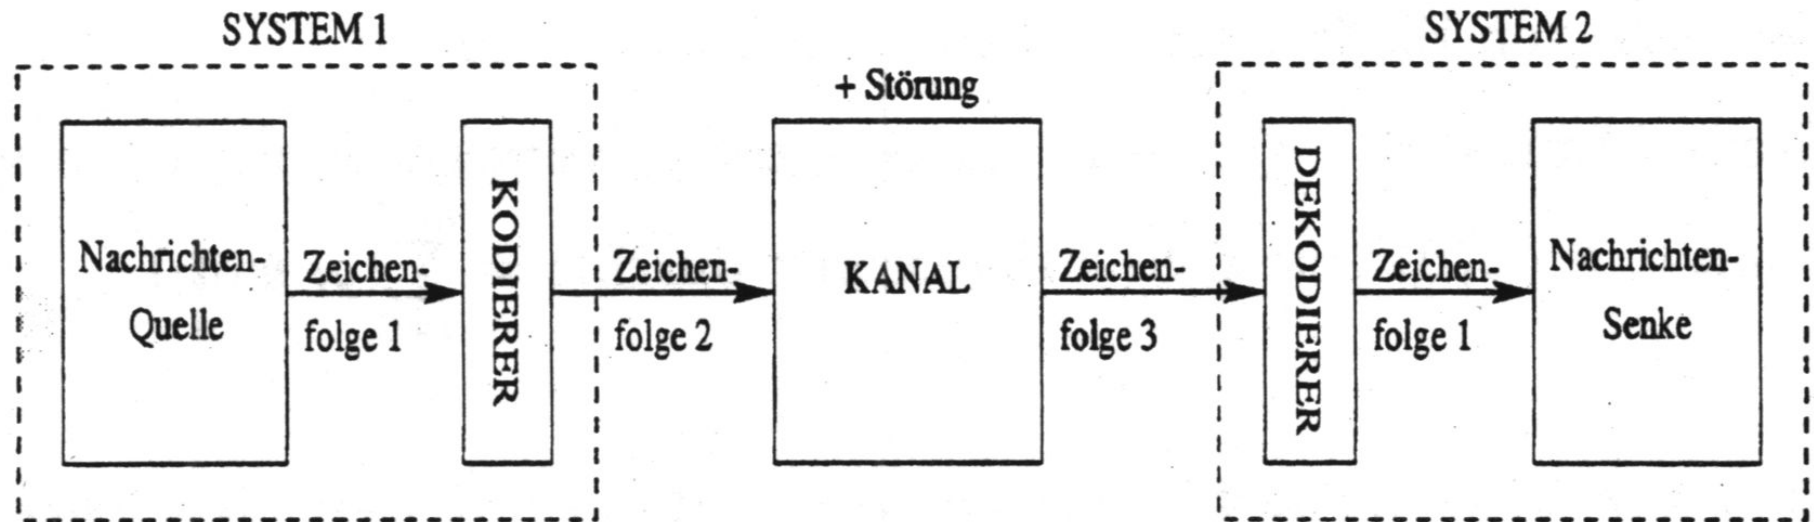 SYSTEM 1
SYSTEM 2
+ Störung
Nachrichten-
Quelle
Zeichen-
folge 1
KODIERER
Zeichen-
folge 2
KANAL
Zeichen-
folge 3
DEKODIERER
Zeichen-
folge 1
Nachrichten-
Senke